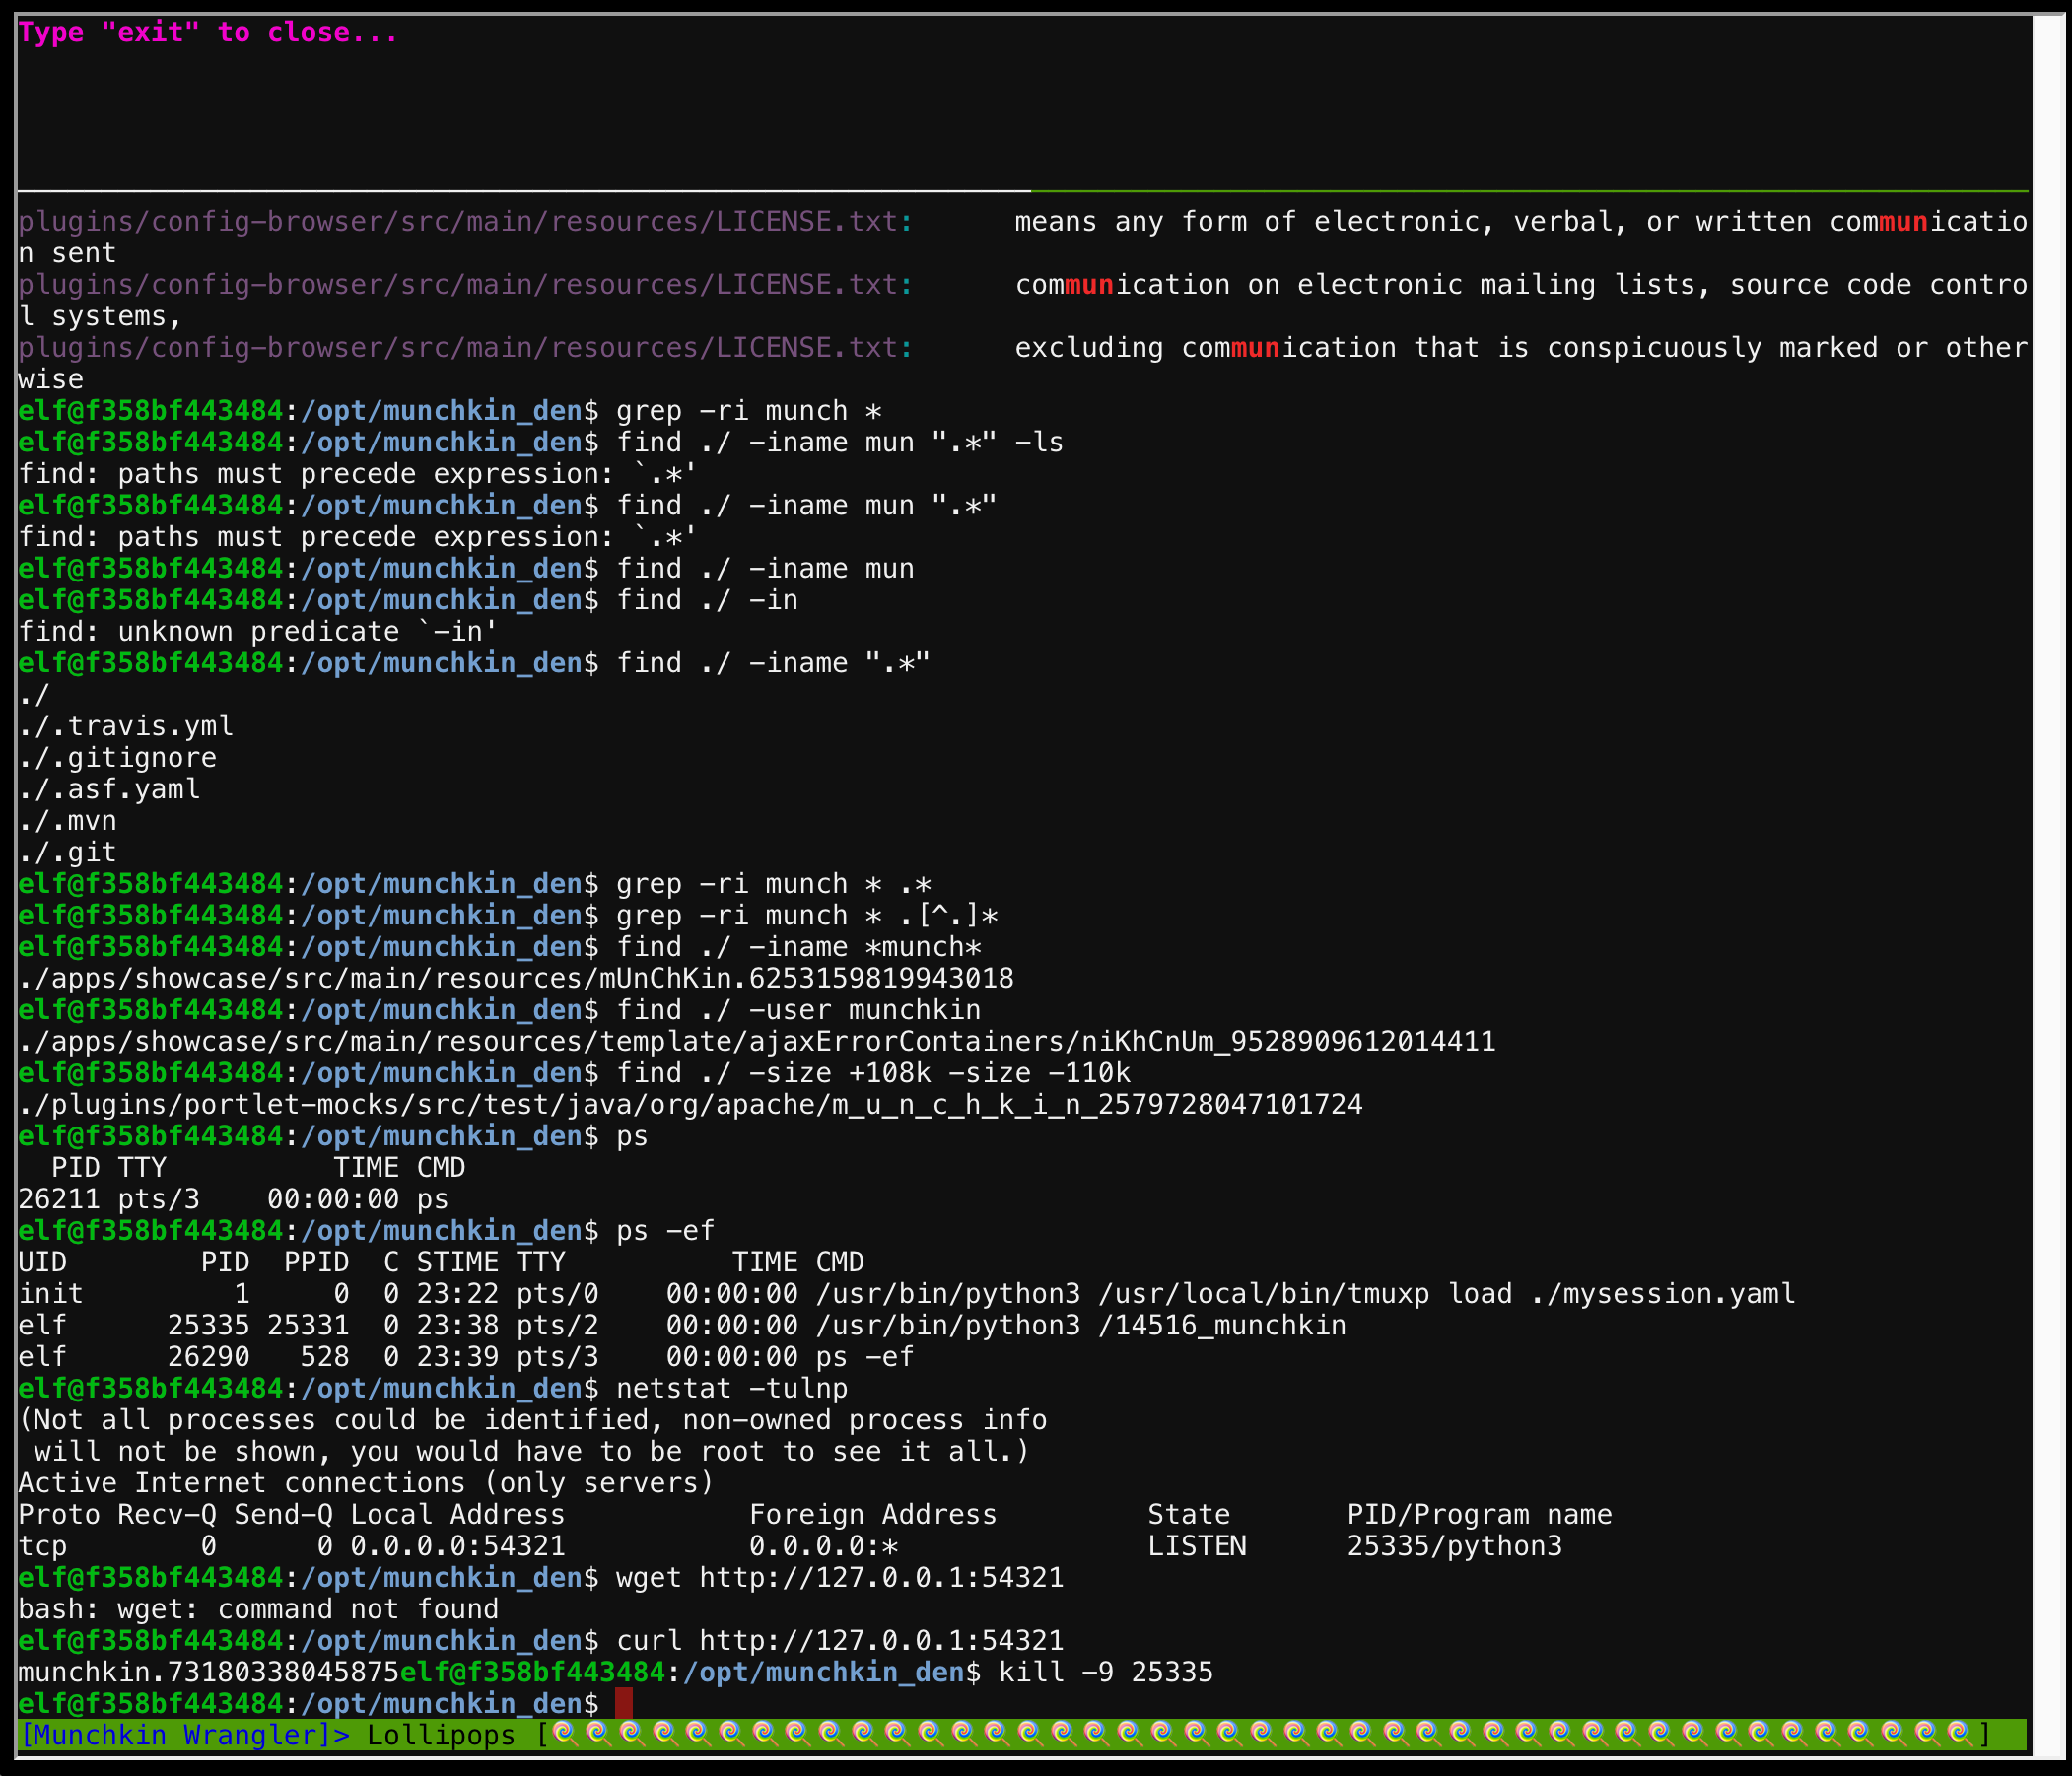 Type "exit" to close...
plugins/config-browser/src/main/resources/LICENSE.txt:      means any form of electronic, verbal, or written communicatio
n sent
plugins/config-browser/src/main/resources/LICENSE.txt:      communication on electronic mailing lists, source code contro
l systems,
plugins/config-browser/src/main/resources/LICENSE.txt:      excluding communication that is conspicuously marked or other
wise
elf@f358bf443484:/opt/munchkin_den$ grep -ri munch *
elf@f358bf443484:/opt/munchkin_den$ find ./ -iname mun ".*" -ls
find: paths must precede expression: `.*'
elf@f358bf443484:/opt/munchkin_den$ find ./ -iname mun ".*"
find: paths must precede expression: `.*'
elf@f358bf443484:/opt/munchkin_den$ find ./ -iname mun
elf@f358bf443484:/opt/munchkin_den$ find ./ -in
find: unknown predicate `-in'
elf@f358bf443484:/opt/munchkin_den$ find ./ -iname ".*"
./
./.travis.yml
./.gitignore
./.asf.yaml
./.mvn
./.git
elf@f358bf443484:/opt/munchkin_den$ grep -ri munch * .*
elf@f358bf443484:/opt/munchkin_den$ grep -ri munch * .[^.]*
elf@f358bf443484:/opt/munchkin_den$ find ./ -iname *munch*
./apps/showcase/src/main/resources/mUnChKin.6253159819943018
elf@f358bf443484:/opt/munchkin_den$ find ./ -user munchkin
./apps/showcase/src/main/resources/template/ajaxErrorContainers/niKhCnUm_9528909612014411
elf@f358bf443484:/opt/munchkin_den$ find ./ -size +108k -size -110k
./plugins/portlet-mocks/src/test/java/org/apache/m_u_n_c_h_k_i_n_2579728047101724
elf@f358bf443484:/opt/munchkin_den$ ps
  PID TTY          TIME CMD
26211 pts/3    00:00:00 ps
elf@f358bf443484:/opt/munchkin_den$ ps -ef
UID        PID  PPID  C STIME TTY          TIME CMD
init         1     0  0 23:22 pts/0    00:00:00 /usr/bin/python3 /usr/local/bin/tmuxp load ./mysession.yaml
elf      25335 25331  0 23:38 pts/2    00:00:00 /usr/bin/python3 /14516_munchkin
elf      26290   528  0 23:39 pts/3    00:00:00 ps -ef
elf@f358bf443484:/opt/munchkin_den$ netstat -tulnp
(Not all processes could be identified, non-owned process info
 will not be shown, you would have to be root to see it all.)
Active Internet connections (only servers)
Proto Recv-Q Send-Q Local Address           Foreign Address         State       PID/Program name
tcp        0      0 0.0.0.0:54321           0.0.0.0:*               LISTEN      25335/python3
elf@f358bf443484:/opt/munchkin_den$ wget http://127.0.0.1:54321
bash: wget: command not found
elf@f358bf443484:/opt/munchkin_den$ curl http://127.0.0.1:54321
munchkin.73180338045875elf@f358bf443484:/opt/munchkin_den$ kill -9 25335
elf@f358bf443484:/opt/munchkin_den$
[Munchkin Wrangler]> Lollipops [🍭🍭🍭🍭🍭🍭🍭🍭🍭🍭🍭🍭🍭🍭🍭🍭🍭🍭🍭🍭🍭🍭🍭🍭🍭🍭🍭🍭🍭🍭🍭🍭🍭🍭🍭🍭🍭🍭🍭🍭🍭🍭🍭]